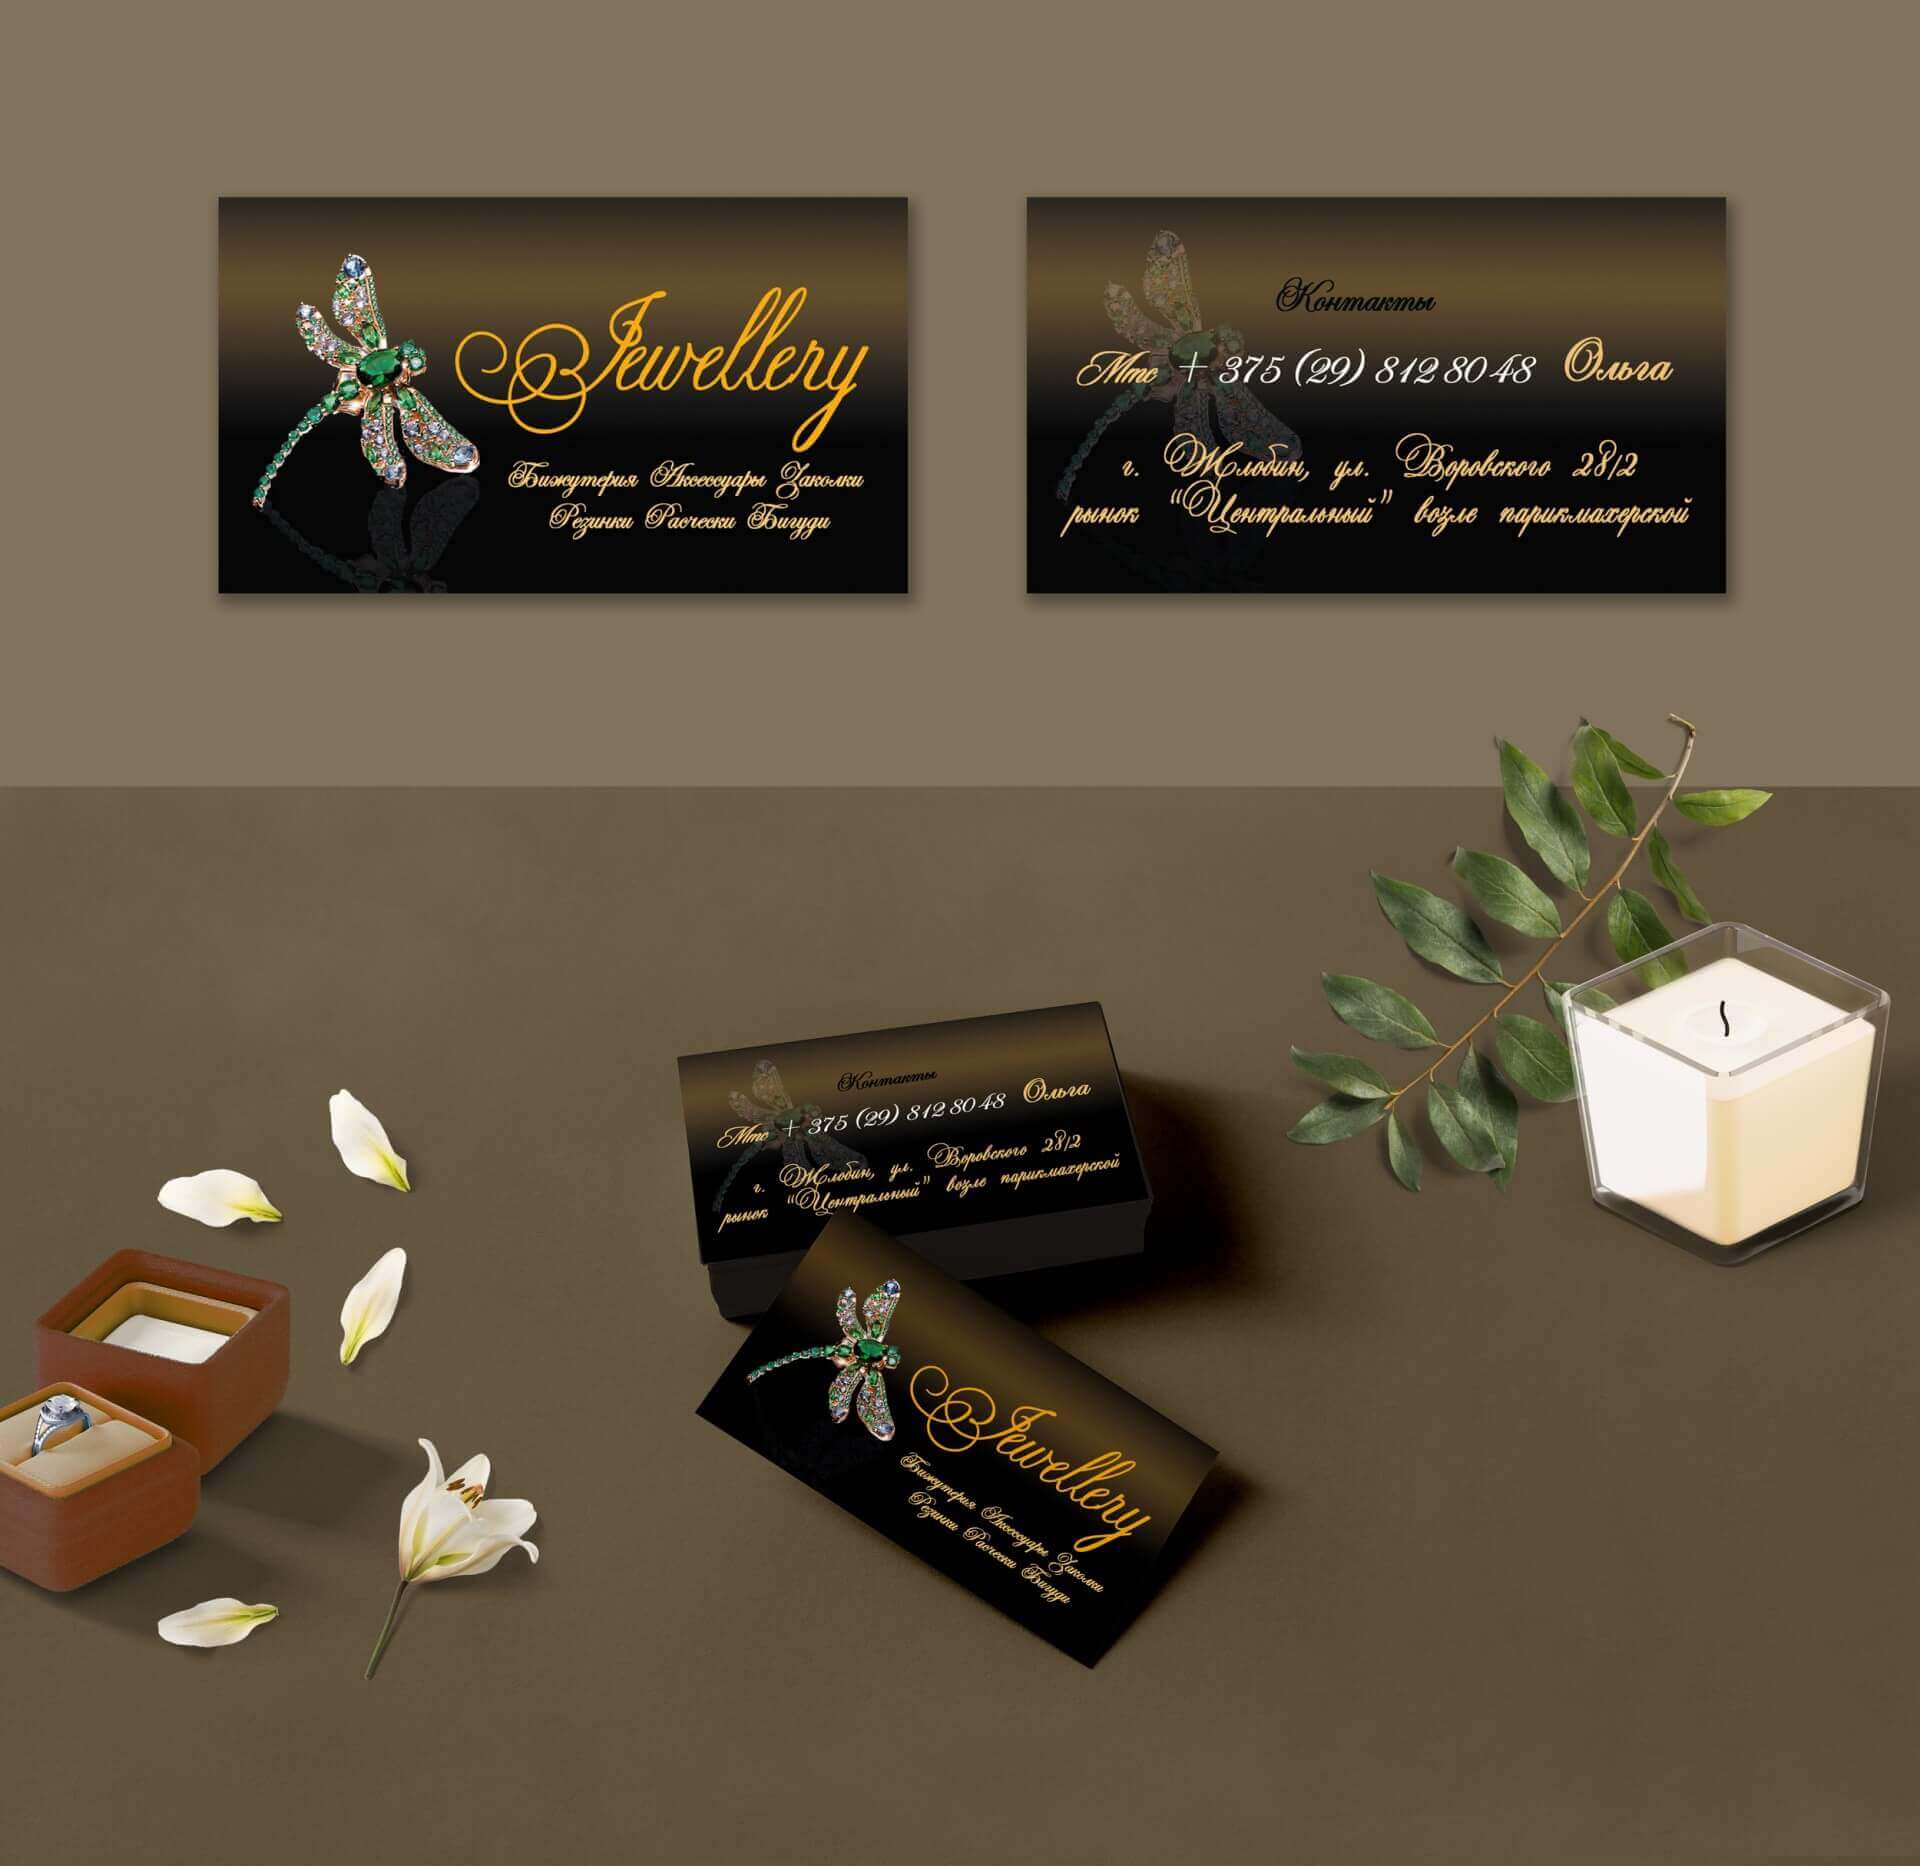 Jewellery
Бижутерия Аксессуары Заколки
Резинки Расчески Бигуди
Контакты
Мтс + 375 (29) 812 80 48 Ольга
г. Жлобин, ул. Воровского 28/2
рынок “Центральный” возле парикмахерской
Контакты
Мтс + 375 (29) 812 80 48 Ольга
г. Жлобин, ул. Воровского 28/2
рынок “Центральный” возле парикмахерской
Jewellery
Бижутерия Аксессуары Заколки
Резинки Расчески Бигуди